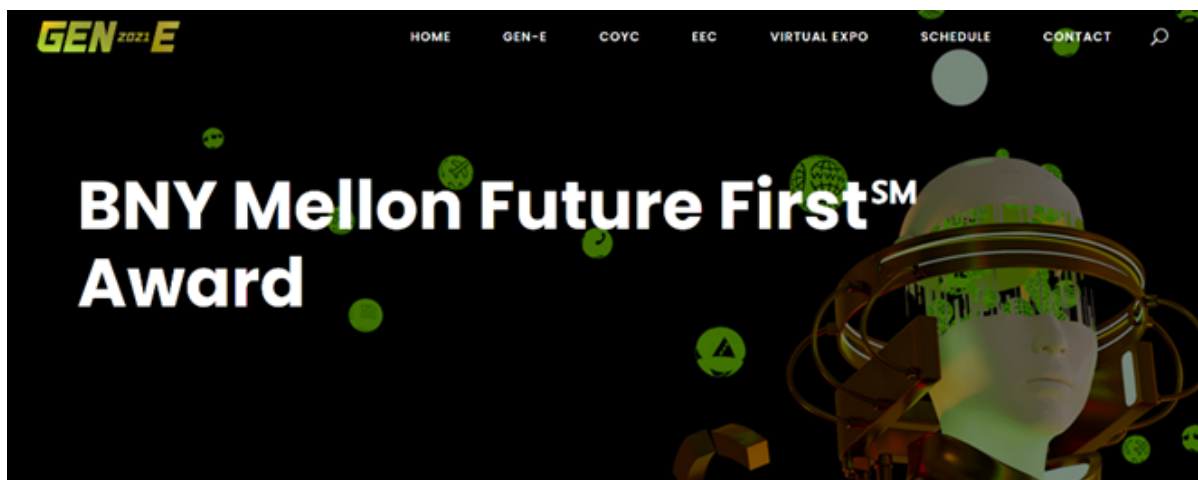 GEN 2021 E
HOME GEN-E COYC EEC VIRTUAL EXPO SCHEDULE CONTACT
BNY Mellon Future First℠
Award